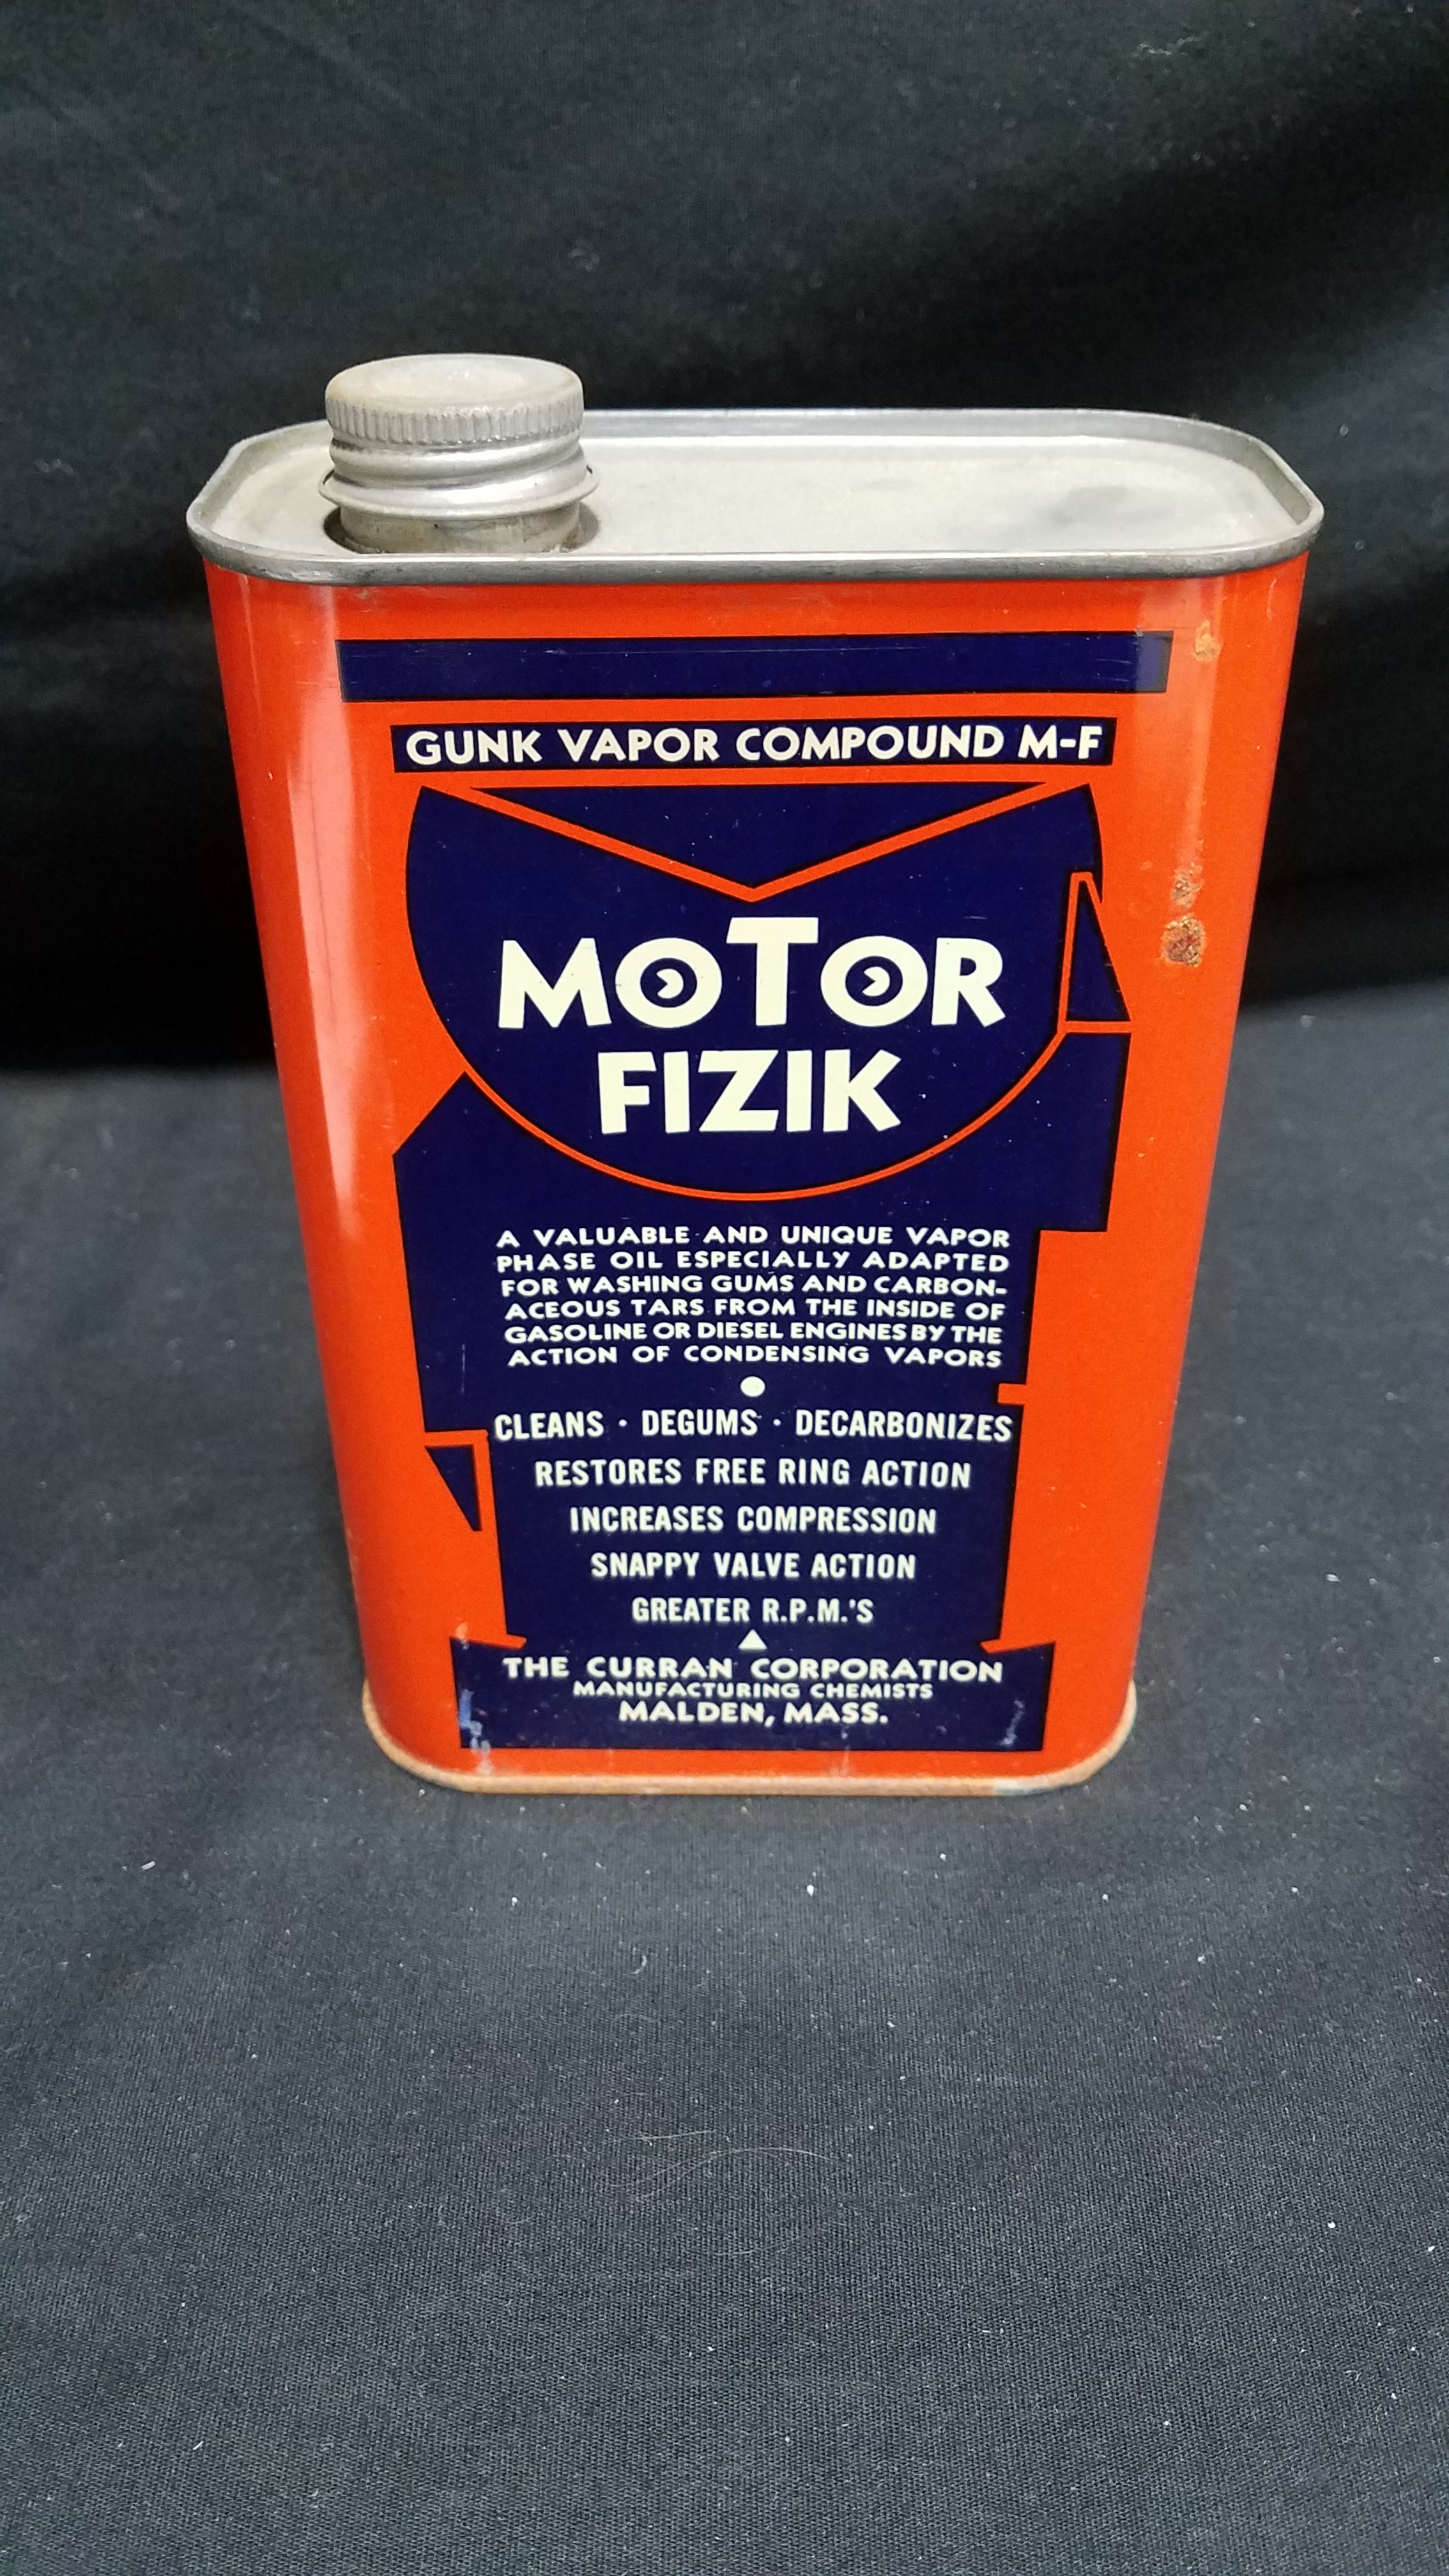 GUNK VAPOR COMPOUND M-F
MOTOR
FIZIK
A VALUABLE AND UNIQUE VAPOR
PHASE OIL ESPECIALLY ADAPTED
FOR WASHING GUMS AND CARBON-
ACEOUS TARS FROM THE INSIDE OF
GASOLINE OR DIESEL ENGINES BY THE
ACTION OF CONDENSING VAPORS
CLEANS · DEGUMS · DECARBONIZES
RESTORES FREE RING ACTION
INCREASES COMPRESSION
SNAPPY VALVE ACTION
GREATER R.P.M.'S
THE CURRAN CORPORATION
MANUFACTURING CHEMISTS
MALDEN, MASS.